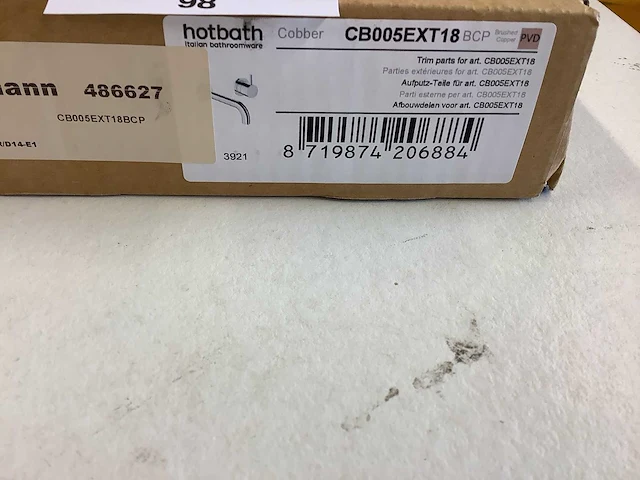 98
hotbath Cobber CB005EXT18 BCP Brushed Copper PVD
Italian bathroomware
Trim parts for art. CB005EXT18
Parties extérieures for art. CB005EXT18
Aufputz-Teile für art. CB005EXT18
Parti esterne per art. CB005EXT18
Afbouwdelen voor art. CB005EXT18
3921
8 719874 206884
486627
CB005EXT18BCP